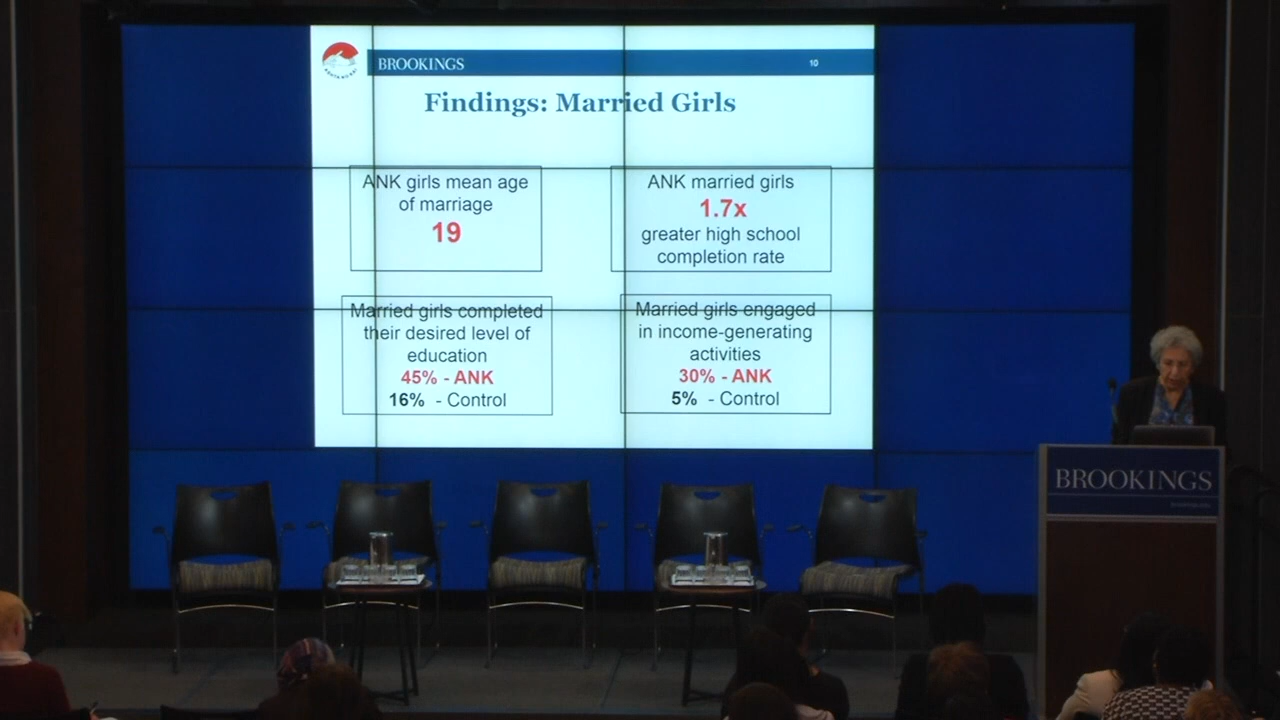 BROOKINGS
10
Findings: Married Girls
ANK girls mean age
of marriage
19
ANK married girls
1.7x
greater high school
completion rate
Married girls completed
their desired level of
education
45% - ANK
16% - Control
Married girls engaged
in income-generating
activities
30% - ANK
5% - Control
BROOKINGS